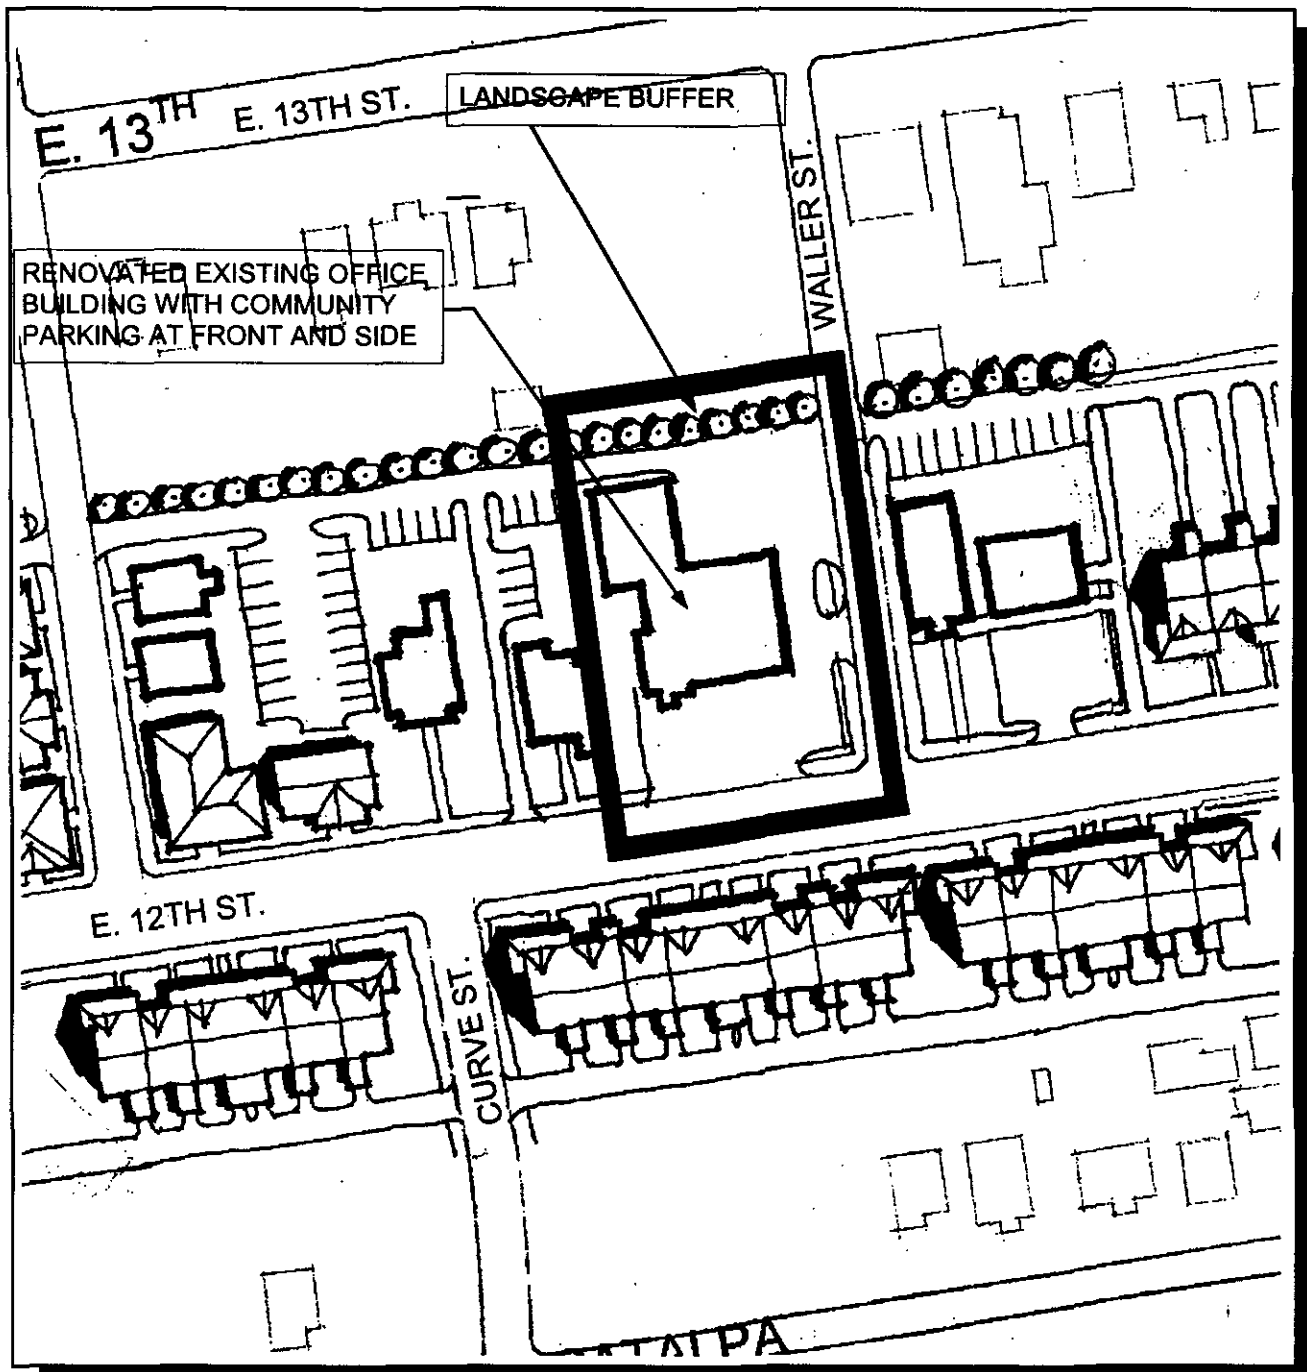 E. 13TH
E. 13TH ST.
LANDSCAPE BUFFER
WALLER ST.
RENOVATED EXISTING OFFICE
BUILDING WITH COMMUNITY
PARKING AT FRONT AND SIDE
E. 12TH ST.
CURVE ST.